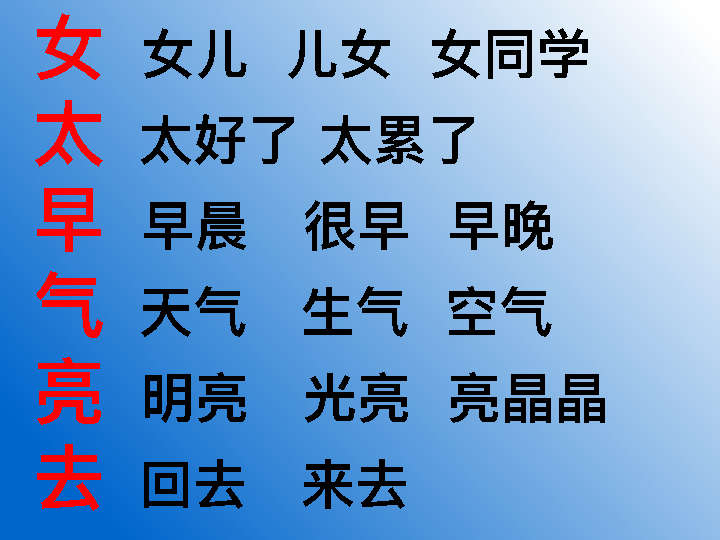 女 女儿 儿女 女同学
太 太好了 太累了
早 早晨 很早 早晚
气 天气 生气 空气
亮 明亮 光亮 亮晶晶
去 回去 来去